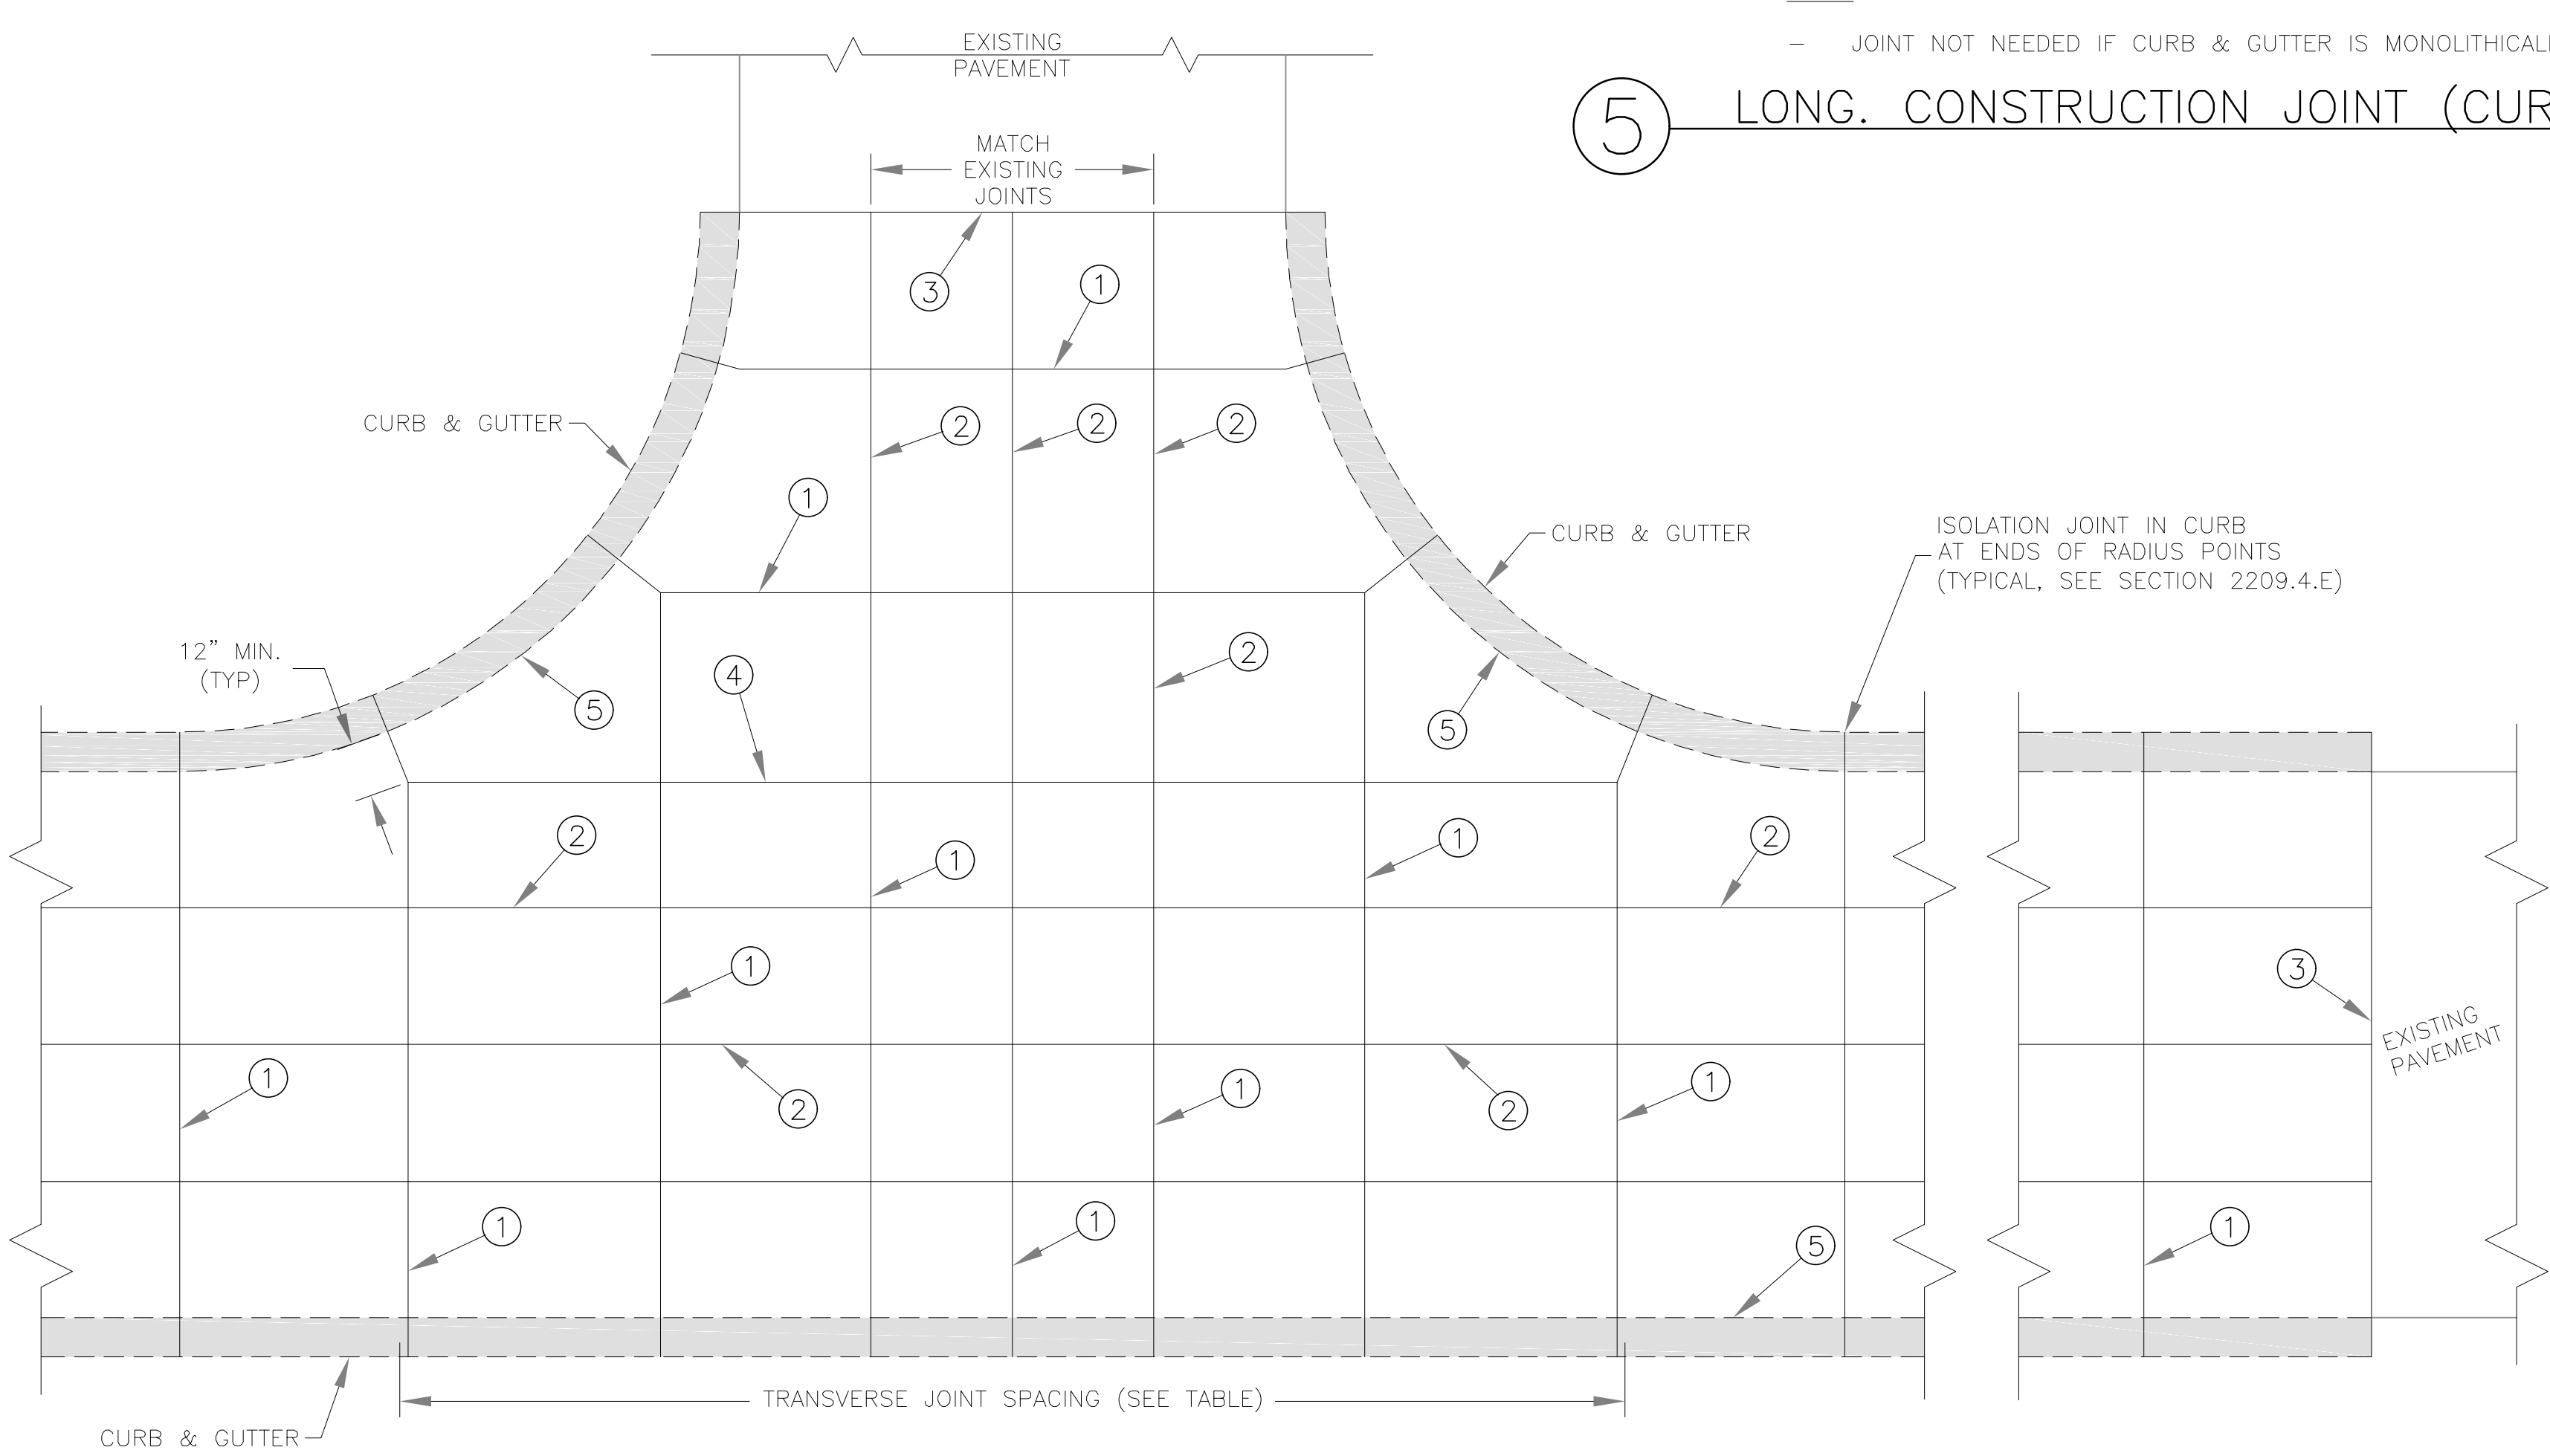 – JOINT NOT NEEDED IF CURB & GUTTER IS
5 LONG. CONSTRUCTION JOINT
EXISTING
PAVEMENT
MATCH
EXISTING
JOINTS
3
1
CURB & GUTTER
2
2
2
1
CURB & GUTTER
ISOLATION JOINT IN CURB
AT ENDS OF RADIUS POINTS
(TYPICAL, SEE SECTION 2209.4.E)
12" MIN.
(TYP)
2
4
5
5
2
1
1
2
1
3
EXISTING
PAVEMENT
1
2
1
2
1
1
1
5
1
TRANSVERSE JOINT SPACING (SEE TABLE)
CURB & GUTTER